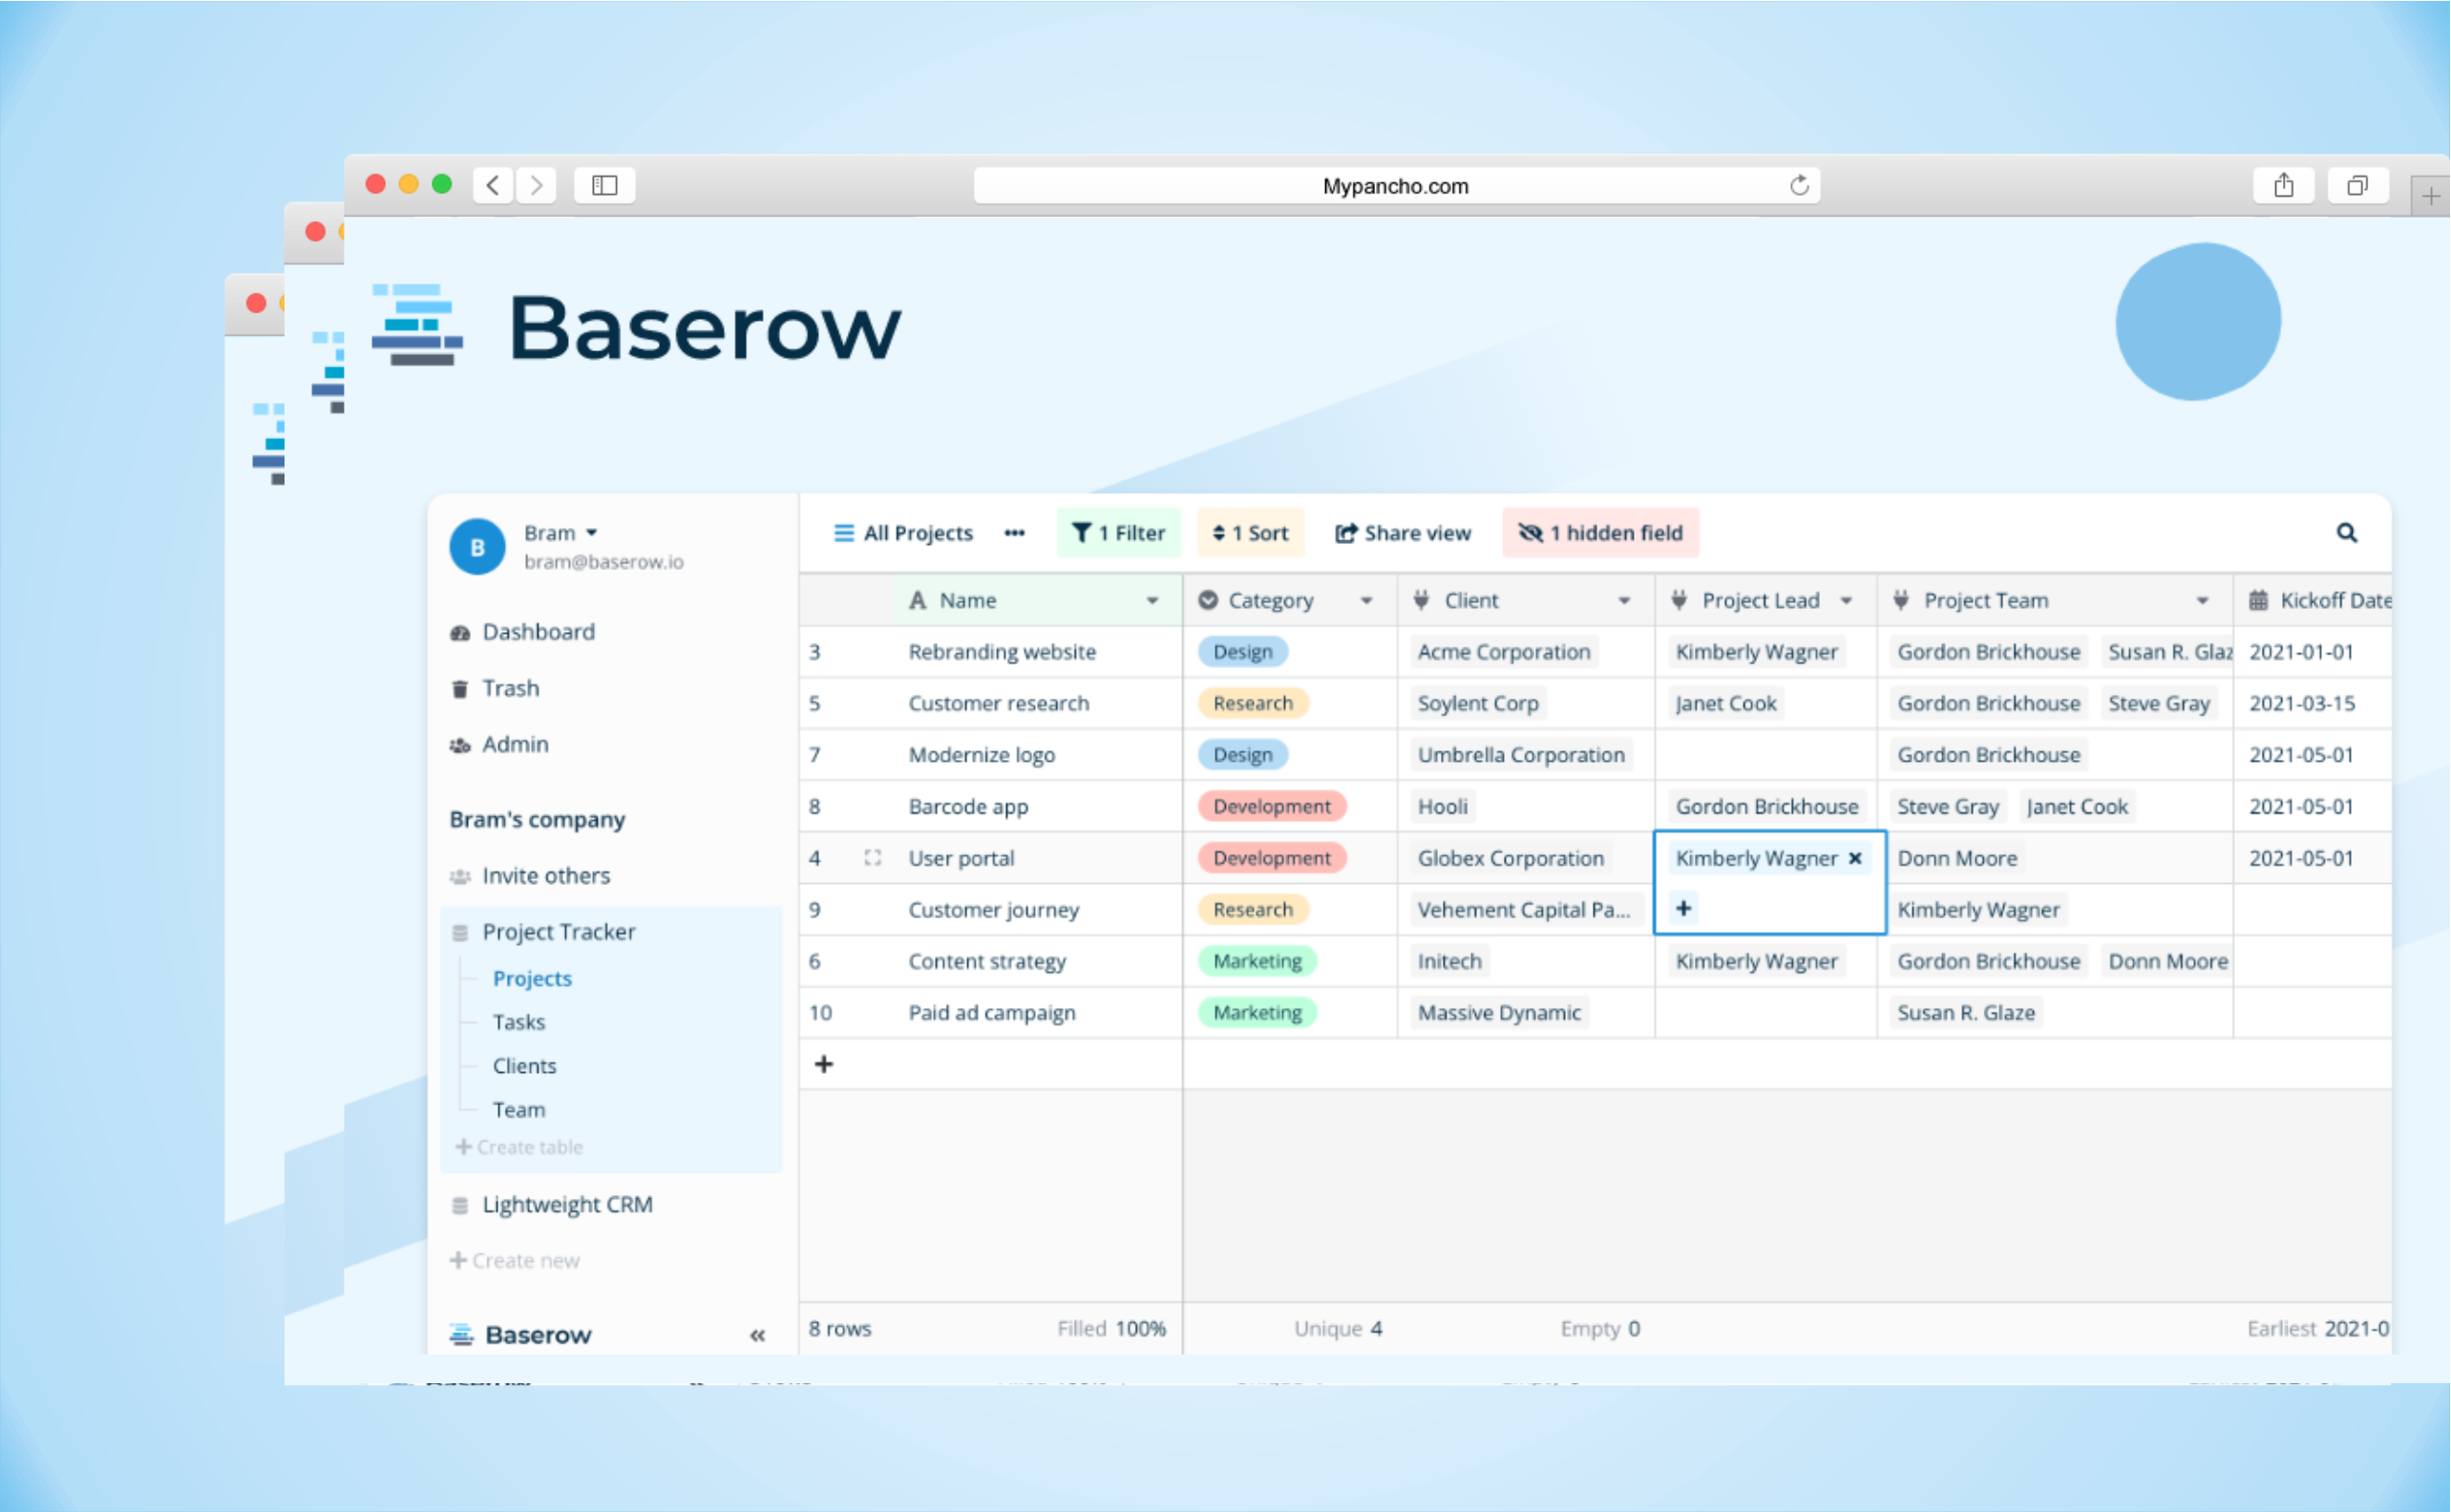 Mypancho.com
Baserow
B
Bram
bram@baserow.io
Dashboard
Trash
Admin
Bram's company
Invite others
Project Tracker
Projects
Tasks
Clients
Team
+ Create table
Lightweight CRM
+ Create new
Baserow «
All Projects ••• 1 Filter 1 Sort Share view 1 hidden field
A Name Category Client Project Lead Project Team Kickoff Date
3 Rebranding website Design Acme Corporation Kimberly Wagner Gordon Brickhouse Susan R. Glaz 2021-01-01
5 Customer research Research Soylent Corp Janet Cook Gordon Brickhouse Steve Gray 2021-03-15
7 Modernize logo Design Umbrella Corporation Gordon Brickhouse 2021-05-01
8 Barcode app Development Hooli Gordon Brickhouse Steve Gray Janet Cook 2021-05-01
4 User portal Development Globex Corporation Kimberly Wagner × Donn Moore 2021-05-01
9 Customer journey Research Vehement Capital Pa... + Kimberly Wagner
6 Content strategy Marketing Initech Kimberly Wagner Gordon Brickhouse Donn Moore
10 Paid ad campaign Marketing Massive Dynamic Susan R. Glaze
+
8 rows Filled 100% Unique 4 Empty 0 Earliest 2021-0